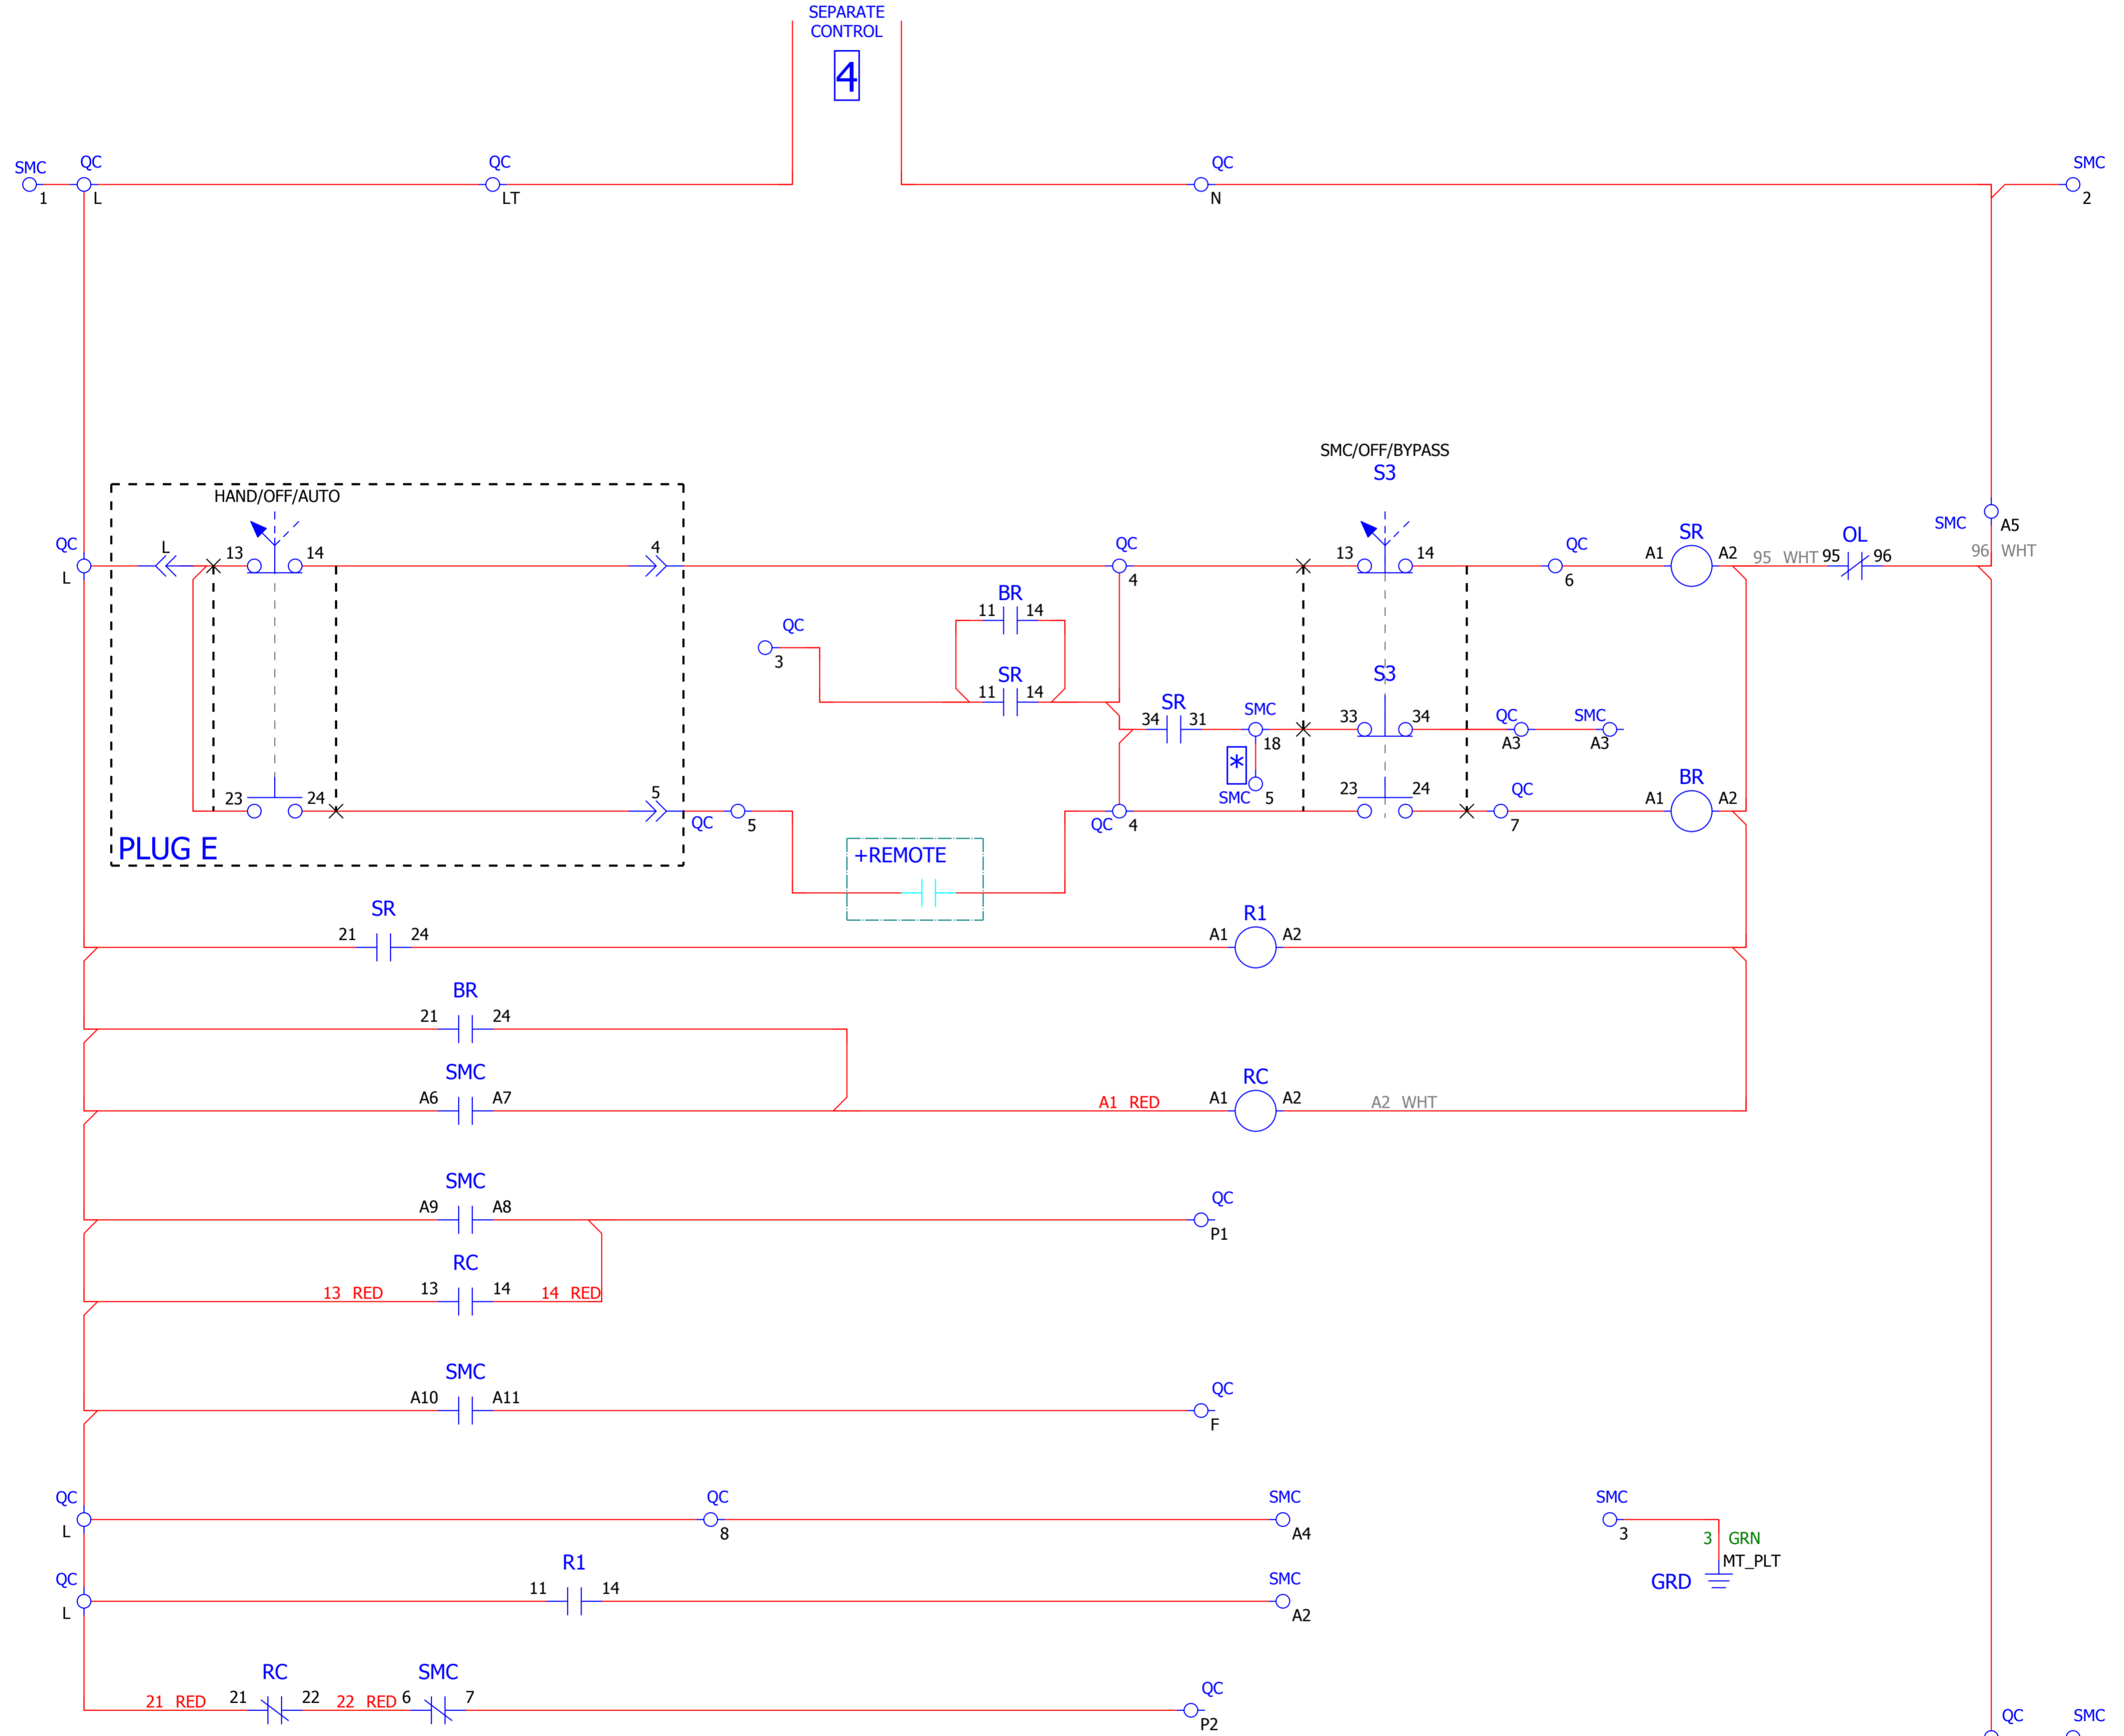 SEPARATE
CONTROL
4
SMC
QC
QC
QC
SMC
1
L
LT
N
2
SMC/OFF/BYPASS
S3
HAND/OFF/AUTO
SMC
A5
QC
L
13
14
4
QC
13
14
QC
SR
A1
A2
95 WHT
95
OL
96
96 WHT
L
4
6
BR
11
14
QC
3
SR
11
14
S3
SR
34
31
SMC
18
33
34
QC
A3
SMC
A3
*
SMC
5
23
24
5
QC
5
QC
4
23
24
QC
7
BR
A1
A2
PLUG E
+REMOTE
SR
21
24
R1
A1
A2
BR
21
24
SMC
A6
A7
A1 RED
RC
A1
A2
A2 WHT
SMC
A9
A8
QC
P1
RC
13 RED
13
14
14 RED
SMC
A10
A11
QC
F
QC
L
QC
8
SMC
A4
SMC
3
3 GRN
MT_PLT
GRD
QC
L
R1
11
14
SMC
A2
RC
SMC
21 RED
21
22
22 RED
6
7
QC
P2
QC
SMC